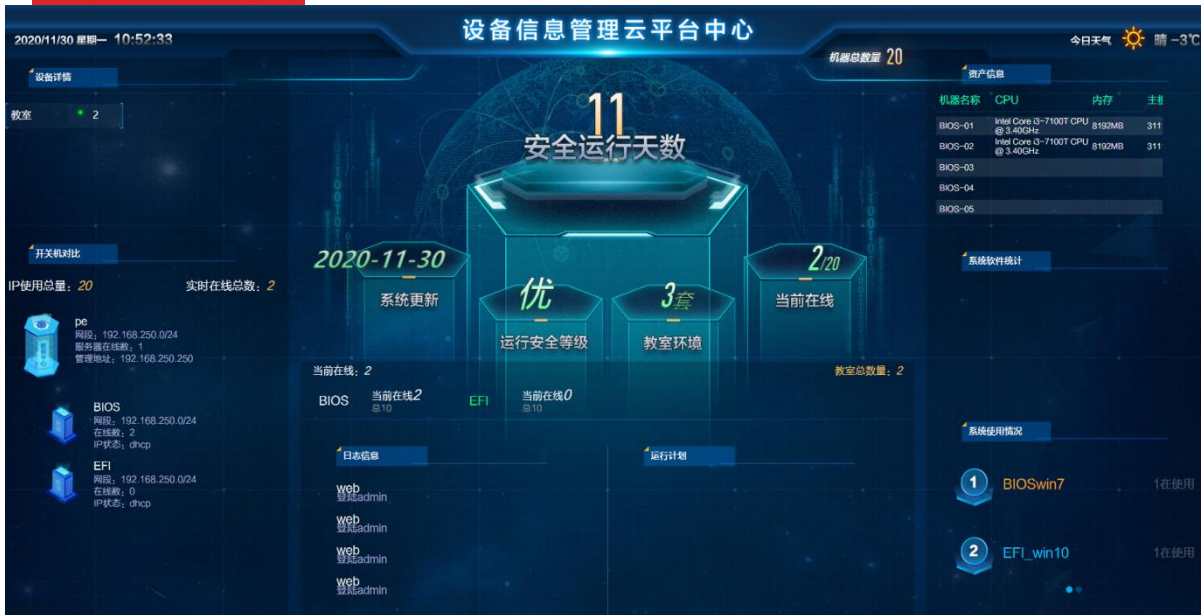 设备信息管理云平台中心
2020/11/30 星期一 10:52:33
机器总数量 20
今日天气 晴 -3℃
设备详情
教室 2
开关机对比
IP使用总量：20 实时在线总数：2
pe
网段：192.168.250.0/24
服务器在线数：1
管理地址：192.168.250.250
BIOS
网段：192.168.250.0/24
在线数：2
IP状态：dhcp
EFI
网段：192.168.250.0/24
在线数：0
IP状态：dhcp
11
安全运行天数
2020-11-30
系统更新
优
运行安全等级
3套
教室环境
2/20
当前在线
当前在线：2 教室总数量：2
BIOS 当前在线2
总10
EFI 当前在线0
总10
日志信息
web
登陆admin
web
登陆admin
web
登陆admin
web
登陆admin
运行计划
资产信息
机器名称 CPU 内存
BIOS-01 Intel Core i3-7100T CPU @ 3.40GHz 8192MB 311
BIOS-02 Intel Core i3-7100T CPU @ 3.40GHz 8192MB 311
BIOS-03
BIOS-04
BIOS-05
系统软件统计
系统使用情况
1 BIOSwin7 1在使用
2 EFI_win10 1在使用